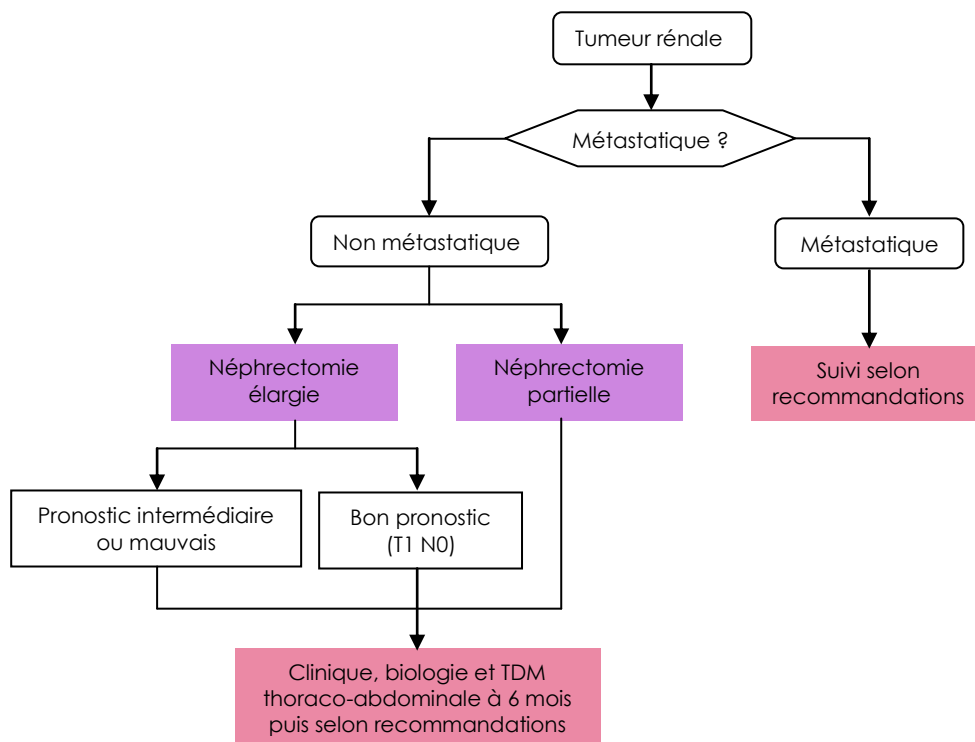 Tumeur rénale
Métastatique ?
Non métastatique
Métastatique
Néphrectomie
élargie
Néphrectomie
partielle
Suivi selon
recommandations
Pronostic intermédiaire
ou mauvais
Bon pronostic
(T1 N0)
Clinique, biologie et TDM
thoraco-abdominale à 6 mois
puis selon recommandations